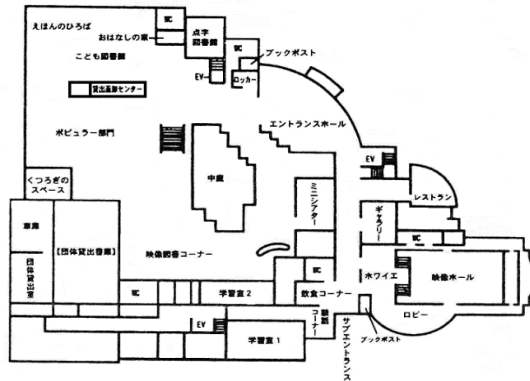 えほんのひろば
おはなしの車
WC
点字
図書館
こども図書館
WC
ブックポスト
EV
ロッカー
貸出返却センター
ポピュラー部門
エントランスホール
中庭
EV
くつろぎの
スペース
ミニシアター
ギャラリー
レストラン
車庫
【団体貸出書庫】
団体貸出室
映像図書コーナー
WC
WC
ホワイエ
映像ホール
WC
学習室2
飲食コーナー
ロビー
EV
学習室1
コーナー
サブエントランス
ブックポスト